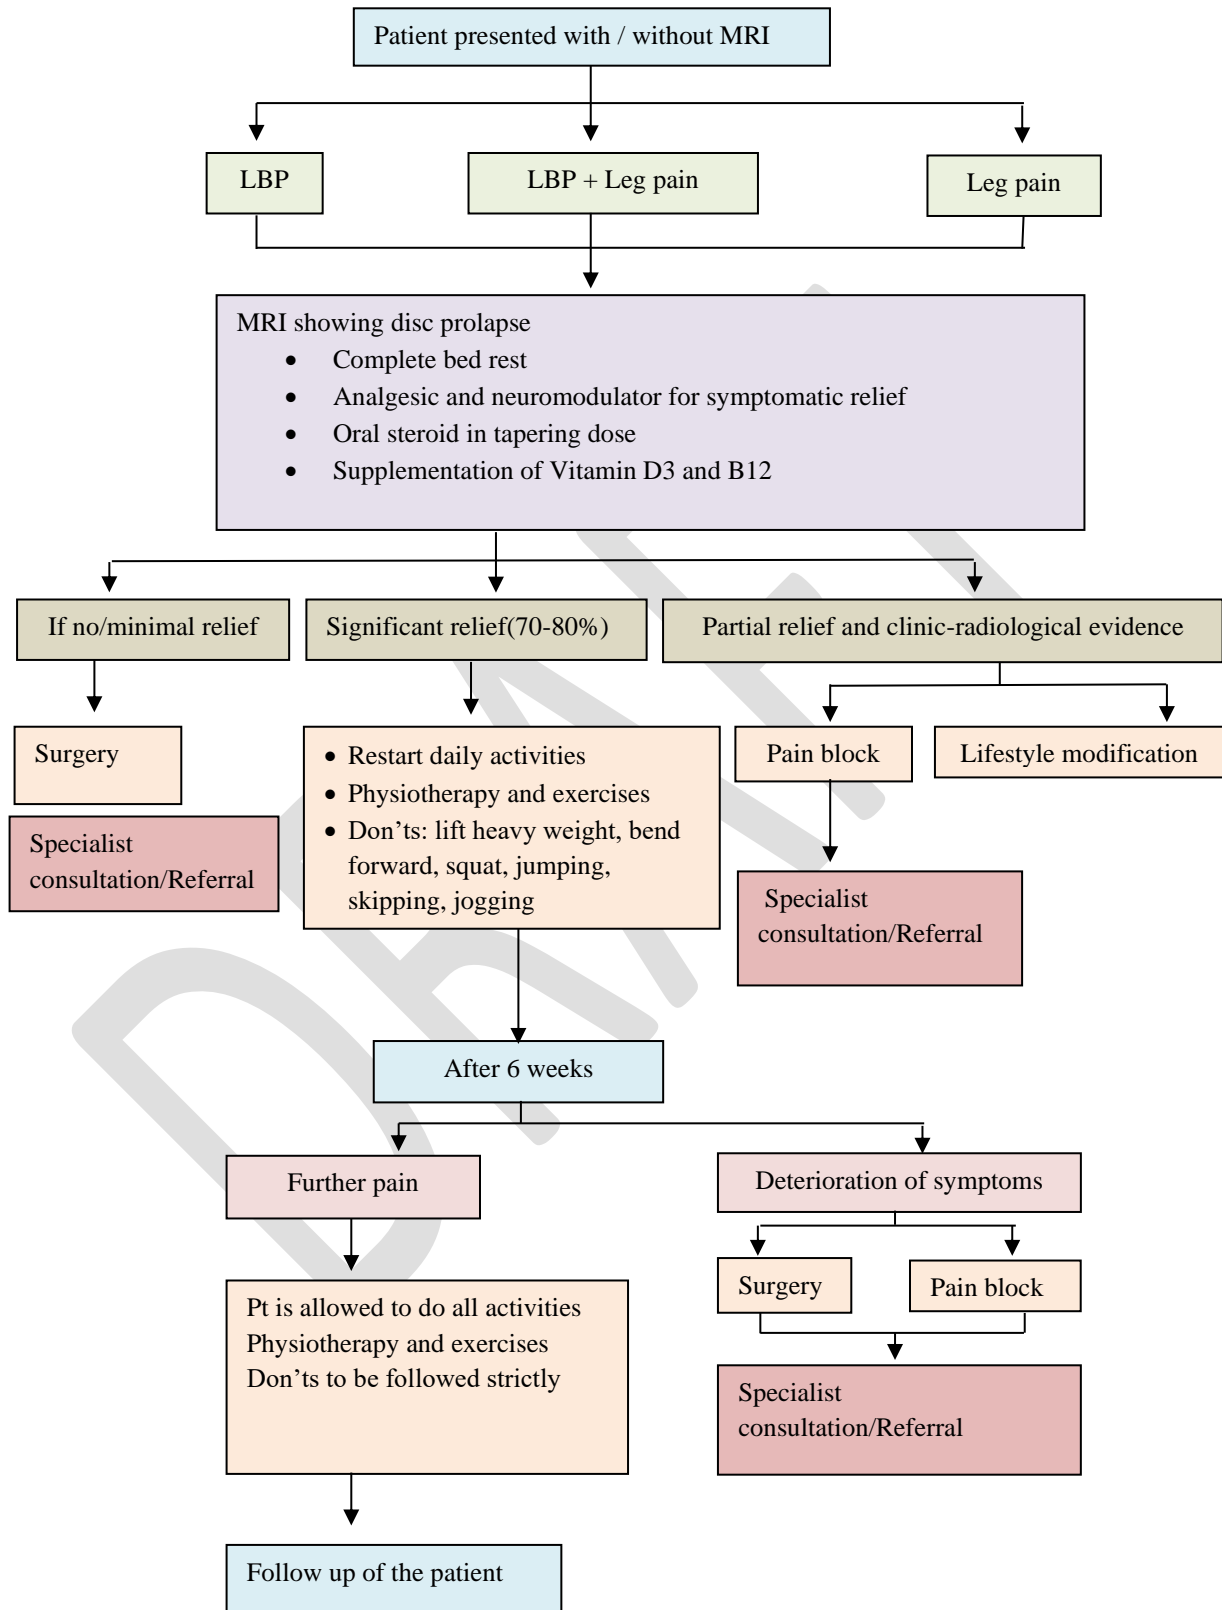 Patient presented with / without MRI
LBP
LBP + Leg pain
Leg pain
MRI showing disc prolapse
• Complete bed rest
• Analgesic and neuromodulator for symptomatic relief
• Oral steroid in tapering dose
• Supplementation of Vitamin D3 and B12
If no/minimal relief
Significant relief(70-80%)
Partial relief and clinic-radiological evidence
Surgery
Specialist
consultation/Referral
• Restart daily activities
• Physiotherapy and exercises
• Don’ts: lift heavy weight, bend
forward, squat, jumping,
skipping, jogging
Pain block
Lifestyle modification
Specialist
consultation/Referral
After 6 weeks
Further pain
Deterioration of symptoms
Surgery
Pain block
Pt is allowed to do all activities
Physiotherapy and exercises
Don’ts to be followed strictly
Specialist
consultation/Referral
Follow up of the patient
DRAFT